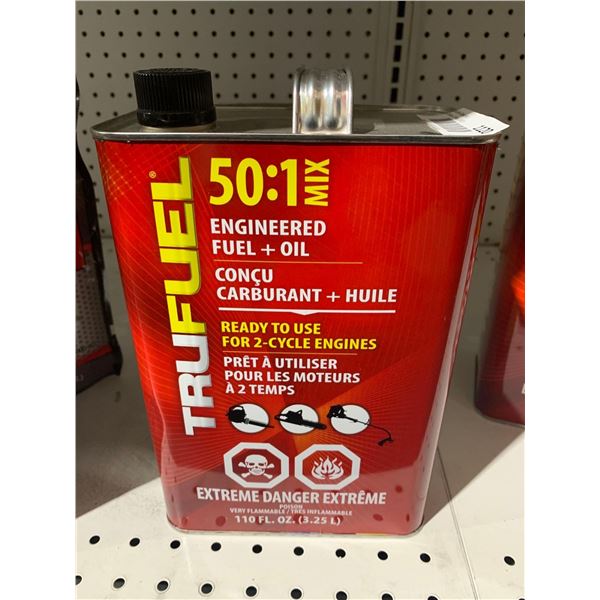 TRUFUEL®
50:1 MIX
ENGINEERED
FUEL + OIL
CONÇU
CARBURANT + HUILE
READY TO USE
FOR 2-CYCLE ENGINES
PRÊT À UTILISER
POUR LES MOTEURS
À 2 TEMPS
EXTREME DANGER EXTRÊME
POISON
VERY FLAMMABLE / TRÈS INFLAMMABLE
110 FL. OZ. (3.25 L)